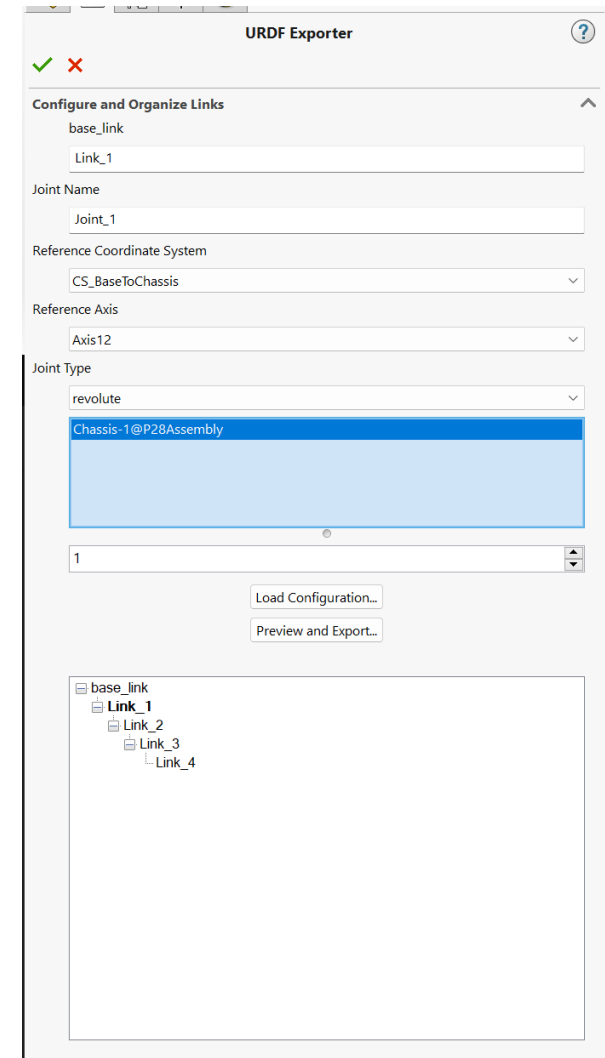 URDF Exporter
?
Configure and Organize Links
base_link
Link_1
Joint Name
Joint_1
Reference Coordinate System
CS_BaseToChassis
Reference Axis
Axis12
Joint Type
revolute
Chassis-1@P28Assembly
1
Load Configuration...
Preview and Export...
base_link
Link_1
Link_2
Link_3
Link_4